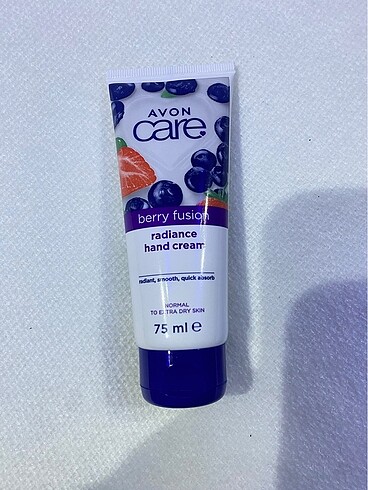 AVON
care.
berry fusion
radiance
hand cream
radiant, smooth, quick absorb
NORMAL
TO EXTRA DRY SKIN
75 ml e